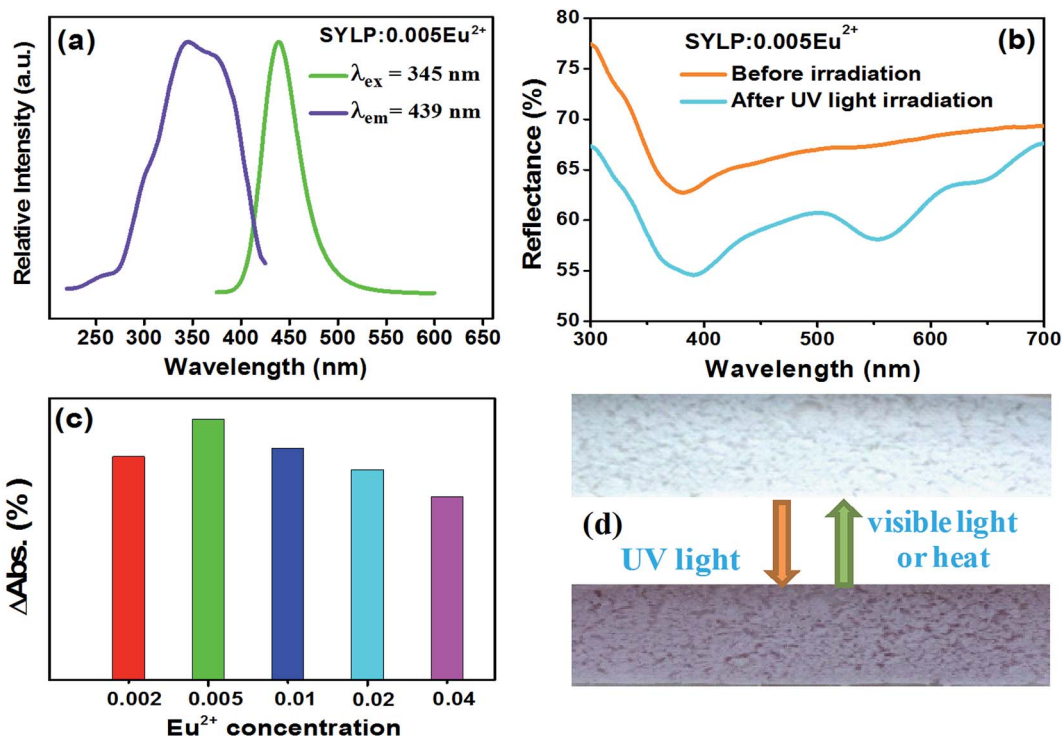 (a)
SYLP:0.005Eu²⁺
λex = 345 nm
λem = 439 nm
Relative Intensity (a.u.)
250 300 350 400 450 500 550 600 650
Wavelength (nm)
(b)
SYLP:0.005Eu²⁺
Before irradiation
After UV light irradiation
Reflectance (%)
80
75
70
65
60
55
50
300 400 500 600 700
Wavelength (nm)
(c)
ΔAbs. (%)
0.002 0.005 0.01 0.02 0.04
Eu²⁺ concentration
(d)
UV light
visible light
or heat